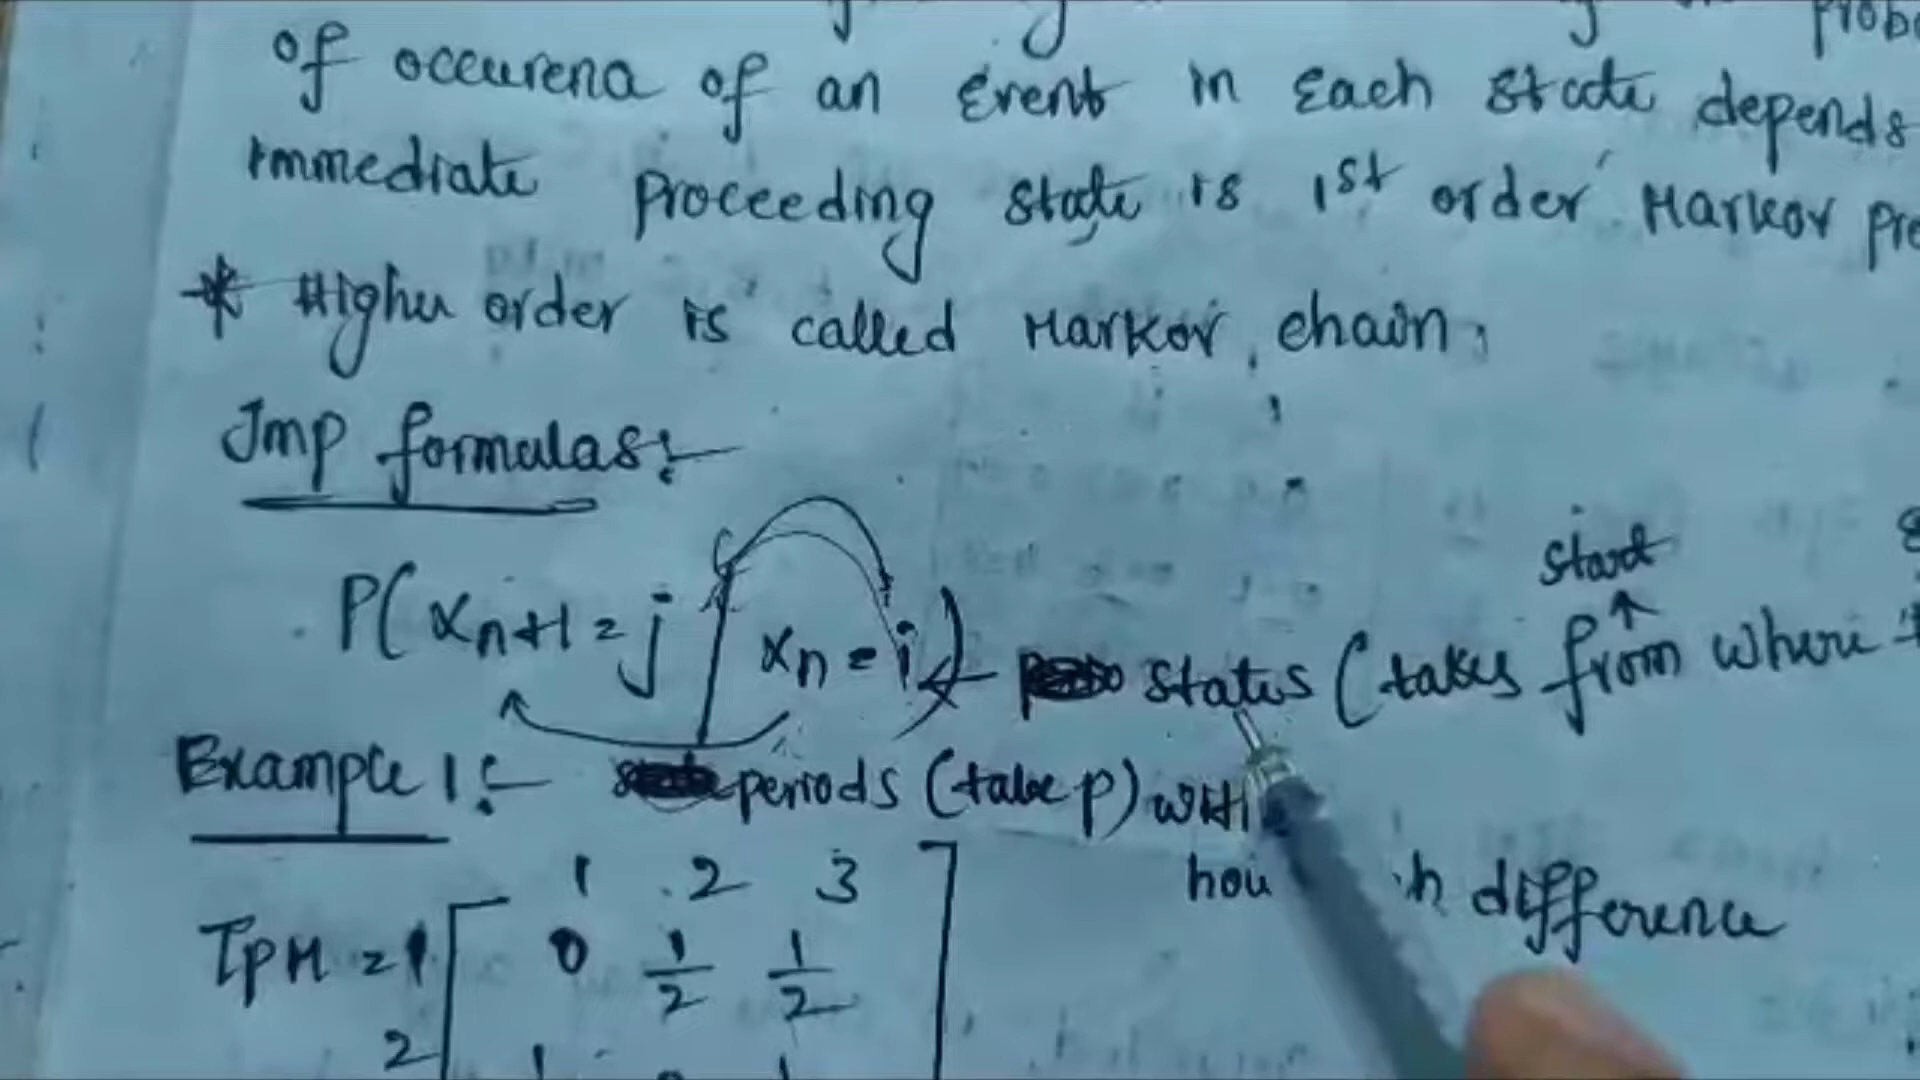 of occurena of an Event in Each state depends
immediate proceeding state is 1st order Markov
* Higher order is called Markov chain.
Imp formulas:-
start
P(xn+1=j | xn=i) - states (takes from where
Example 1:- periods (take p) with
difference
1 2 3
TPM = 1 [ 0 1/2 1/2 ]
2